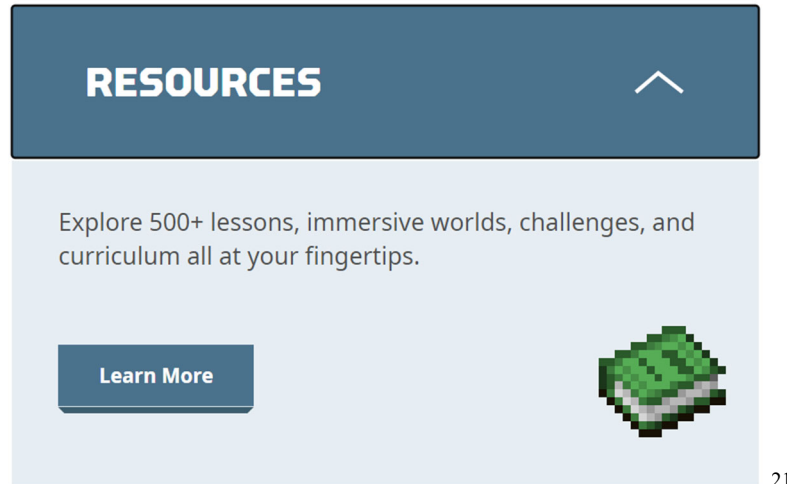 RESOURCES
Explore 500+ lessons, immersive worlds, challenges, and
curriculum all at your fingertips.
Learn More
21